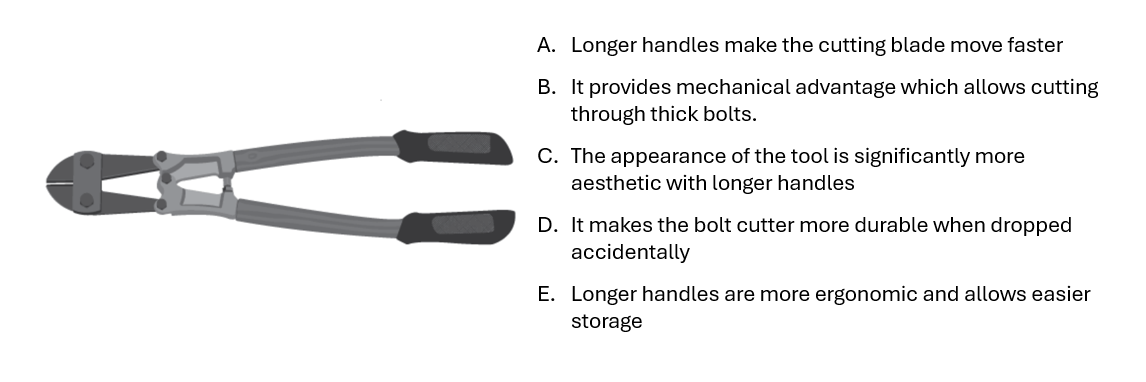 A. Longer handles make the cutting blade move faster
B. It provides mechanical advantage which allows cutting
through thick bolts.
C. The appearance of the tool is significantly more
aesthetic with longer handles
D. It makes the bolt cutter more durable when dropped
accidentally
E. Longer handles are more ergonomic and allows easier
storage